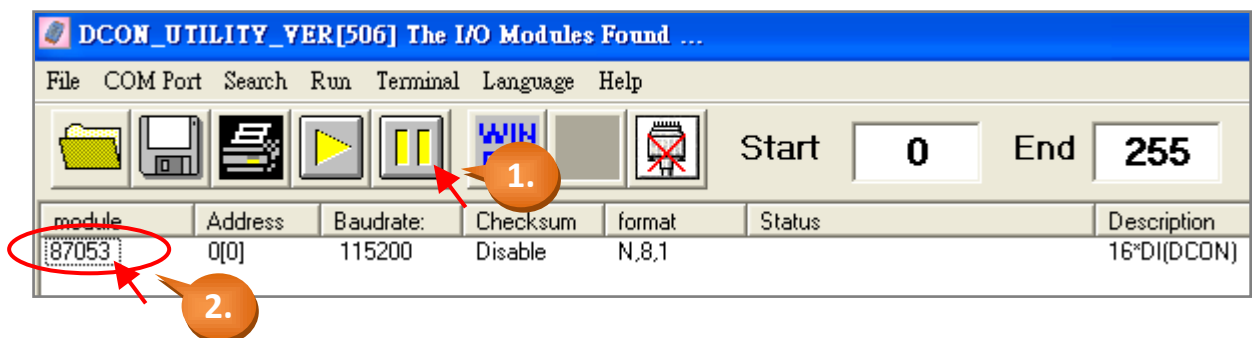 DCON_UTILITY_VER[506] The I/O Modules Found ...
File COM Port Search Run Terminal Language Help
WIN Start 0 End 255
1.
module Address Baudrate: Checksum format Status Description
87053 0[0] 115200 Disable N,8,1 16*DI(DCON)
2.